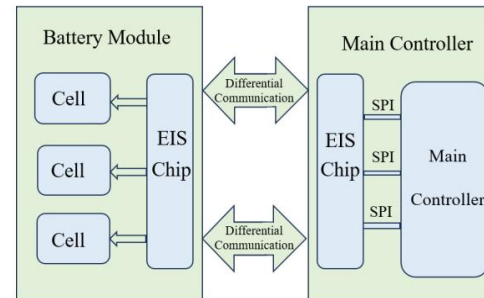 Battery Module
Cell
Cell
Cell
EIS
Chip
Differential
Communication
Differential
Communication
Main Controller
EIS
Chip
SPI
SPI
SPI
Main
Controller